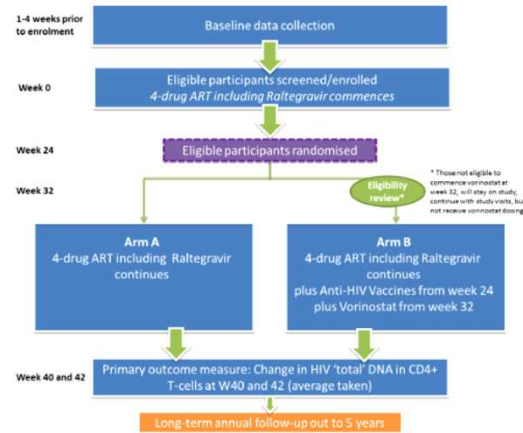 1-4 weeks prior
to enrolment
Baseline data collection
Week 0
Eligible participants screened/enrolled
4-drug ART including Raltegravir commences
Week 24
Eligible participants randomised
Week 32
Eligibility
review*
* Those not eligible to
commence vorinostat at
week 32, will stay on study,
continue with study visits, but
not receive vorinostat dosing
Arm A
4-drug ART including Raltegravir
continues
Arm B
4-drug ART including Raltegravir
continues
plus Anti-HIV Vaccines from week 24
plus Vorinostat from week 32
Week 40 and 42
Primary outcome measure: Change in HIV 'total' DNA in CD4+
T-cells at W40 and 42 (average taken)
Long-term annual follow-up out to 5 years